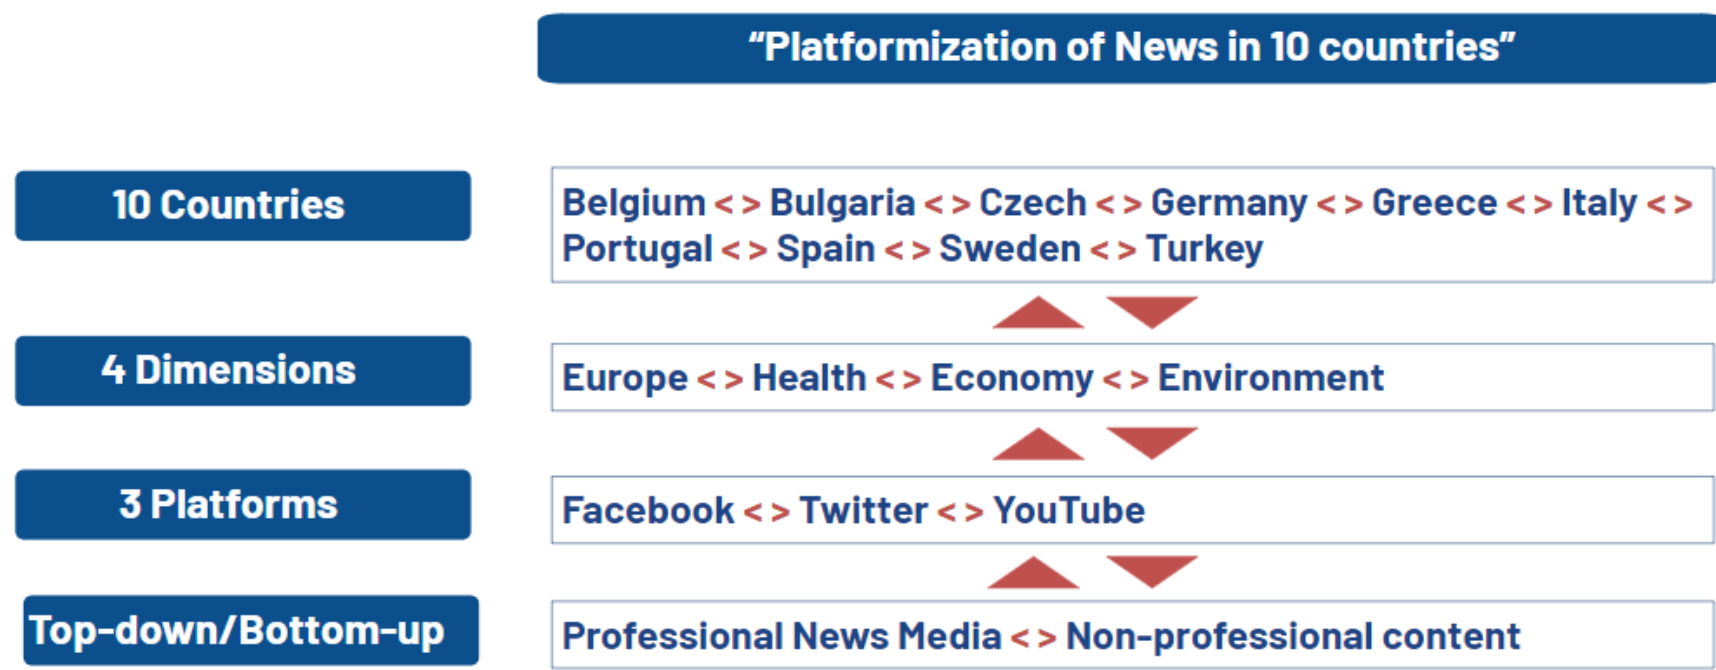 “Platformization of News in 10 countries”
10 Countries
Belgium < > Bulgaria < > Czech < > Germany < > Greece < > Italy < >
Portugal < > Spain < > Sweden < > Turkey
4 Dimensions
Europe < > Health < > Economy < > Environment
3 Platforms
Facebook < > Twitter < > YouTube
Top-down/Bottom-up
Professional News Media < > Non-professional content